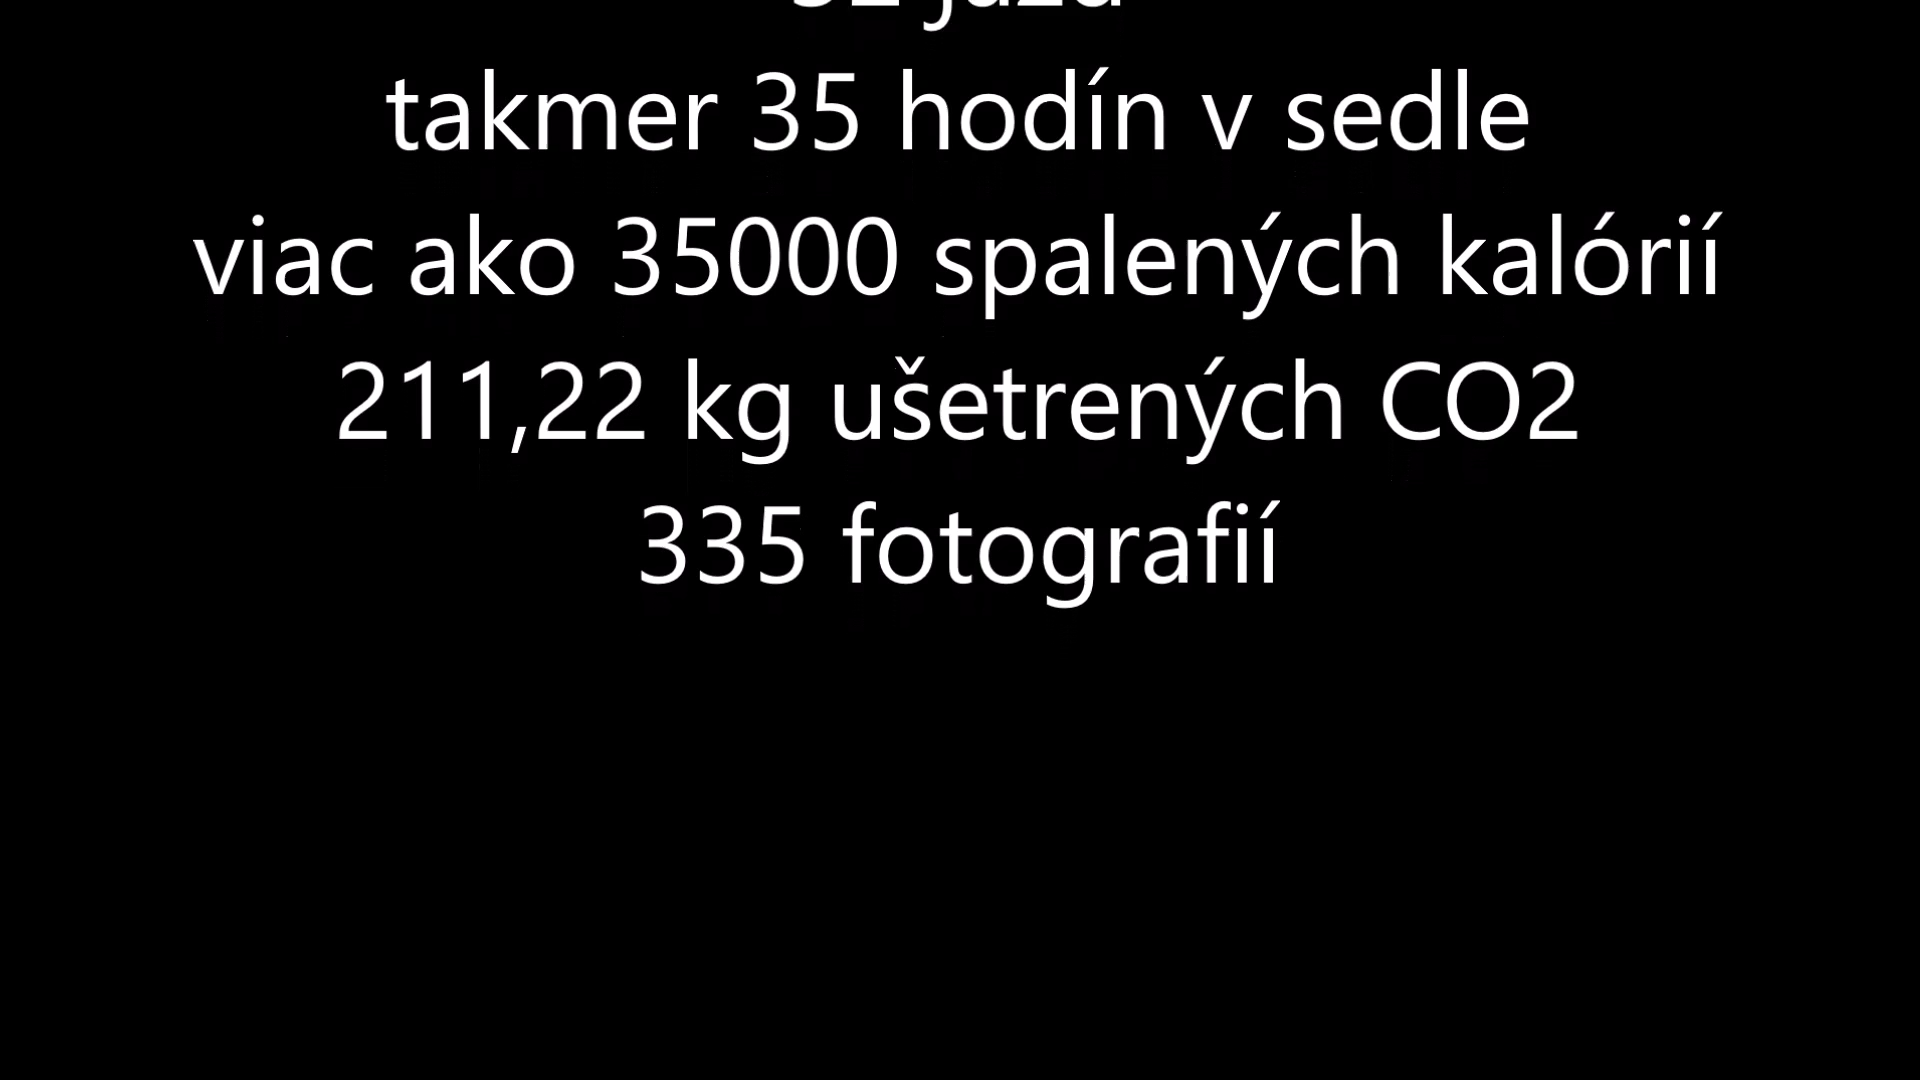 takmer 35 hodín v sedle
viac ako 35000 spalených kalórií
211,22 kg ušetrených CO2
335 fotografií